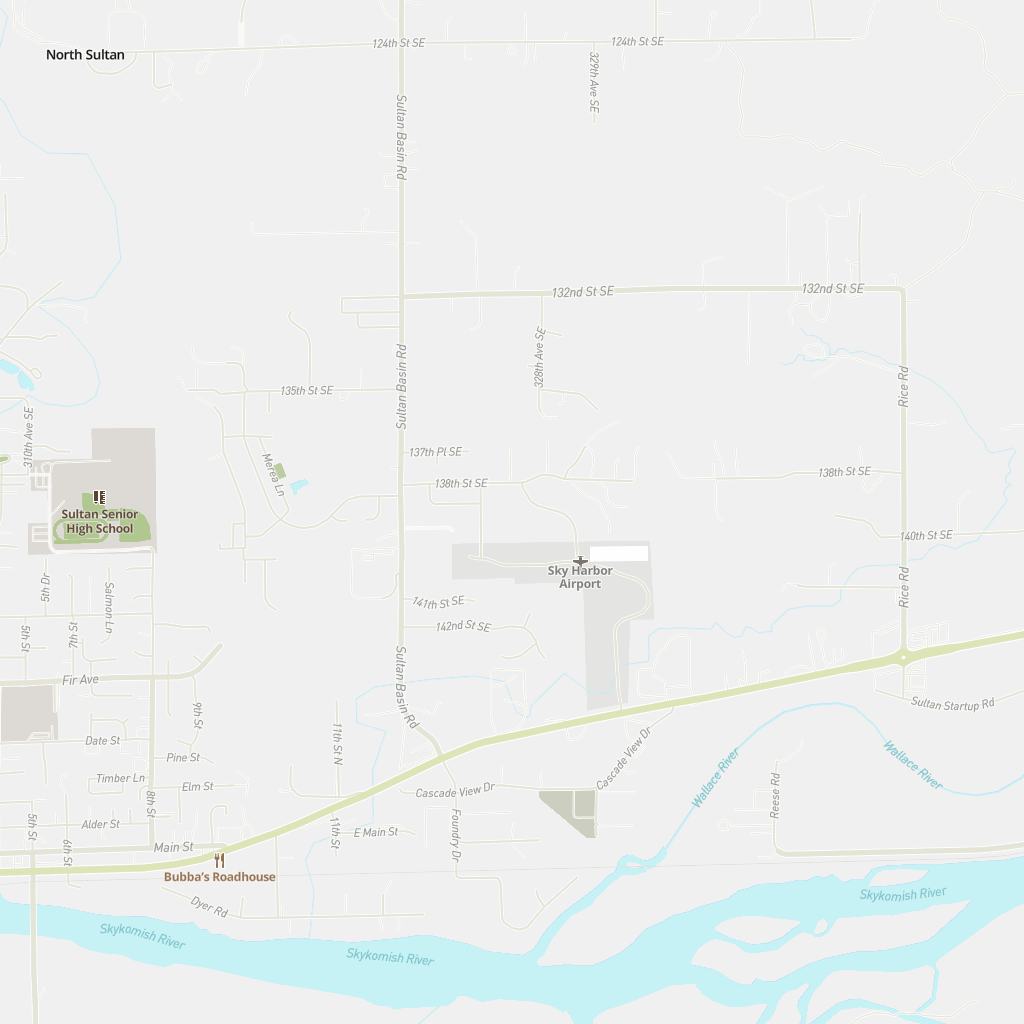 North Sultan
124th St SE
124th St SE
329th Ave SE
Sultan Basin Rd
132nd St SE
132nd St SE
328th Ave SE
Sultan Basin Rd
Rice Rd
135th St SE
310th Ave SE
137th Pl SE
Merea Ln
138th St SE
138th St SE
Sultan Senior
High School
140th St SE
Sky Harbor
Airport
5th Dr
Salmon Ln
141th St SE
Rice Rd
142nd St SE
5th St
7th St
Fir Ave
Sultan Basin Rd
Sultan Startup Rd
9th St
11th St N
Date St
Pine St
Cascade View Dr
Wallace River
Wallace River
Timber Ln
Elm St
Cascade View Dr
Reese Rd
8th St
5th St
Alder St
11th St
E Main St
Foundry Dr
6th St
Main St
Bubba's Roadhouse
Dyer Rd
Skykomish River
Skykomish River
Skykomish River